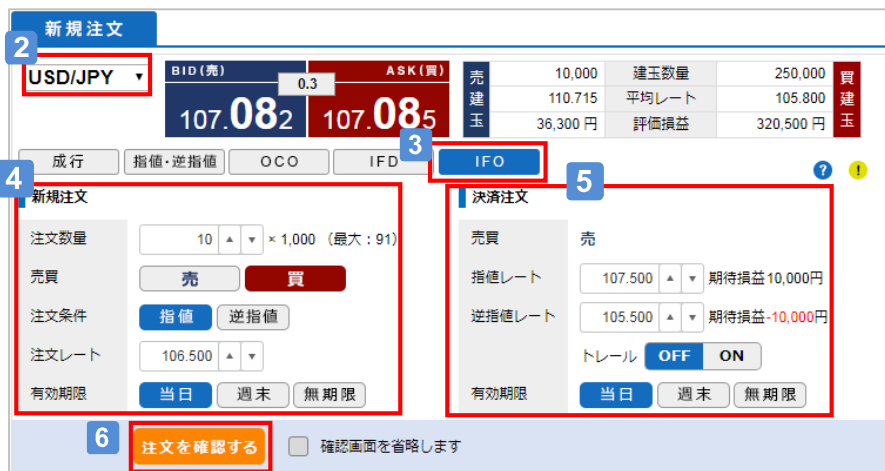 新規注文
2
USD/JPY ▼
BID(売) 0.3 ASK(買)
107.082 107.085
売建玉 10,000 建玉数量 250,000 買建玉
110.715 平均レート 105.800
36,300 円 評価損益 320,500 円
3
成行 指値・逆指値 OCO IFD IFO
? !
4
新規注文
注文数量 10 ▲ ▼ × 1,000 (最大:91)
売買 売 買
注文条件 指値 逆指値
注文レート 106.500 ▲ ▼
有効期限 当日 週末 無期限
5
決済注文
売買 売
指値レート 107.500 ▲ ▼ 期待損益10,000円
逆指値レート 105.500 ▲ ▼ 期待損益-10,000円
トレール OFF ON
有効期限 当日 週末 無期限
6
注文を確認する 確認画面を省略します